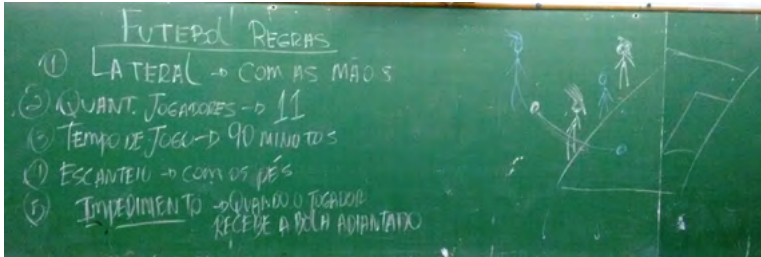 FUTEBOL REGRAS
① LATERAL → COM AS MÃOS
② QUANT. JOGADORES → 11
③ TEMPO DE JOGO → 90 MINUTOS
④ ESCANTEIO → COM OS PÉS
⑤ IMPEDIMENTO → QUANDO O JOGADOR
RECEBE A BOLA ADIANTADO